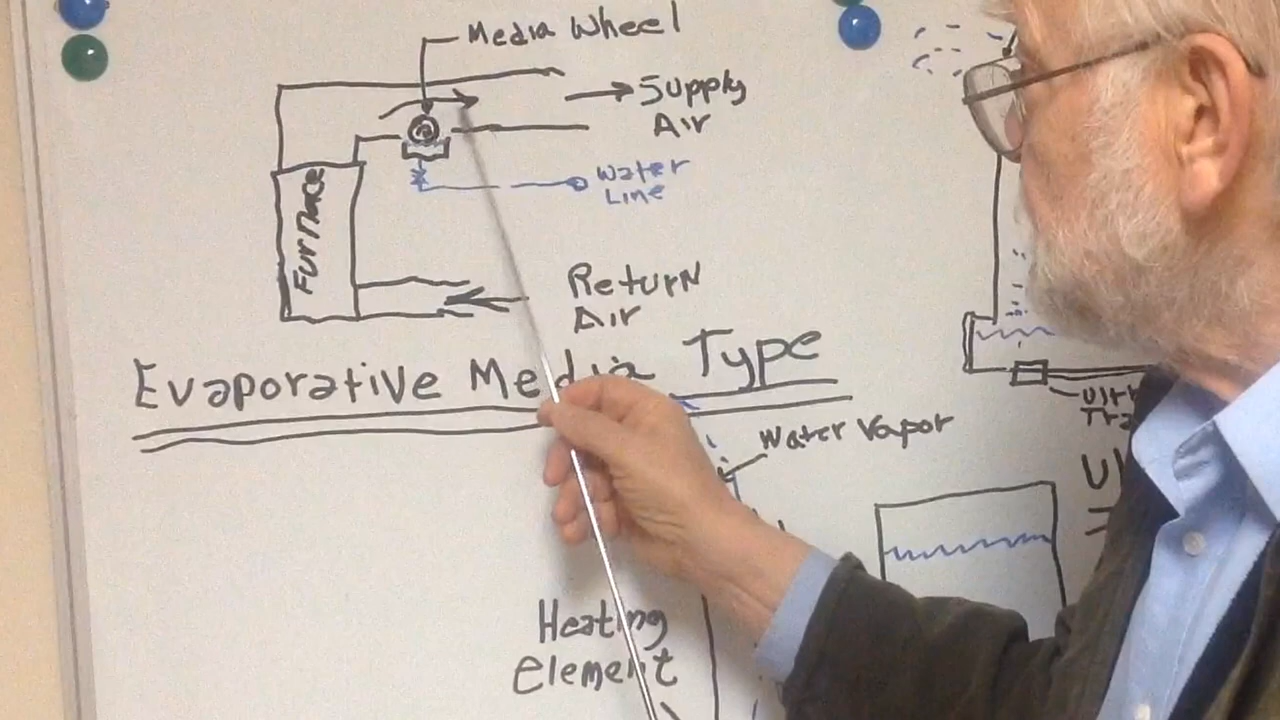 Media Wheel
Supply
Air
Water
Line
Furnace
Return
Air
Evaporative Media Type
Water Vapor
Heating
Element